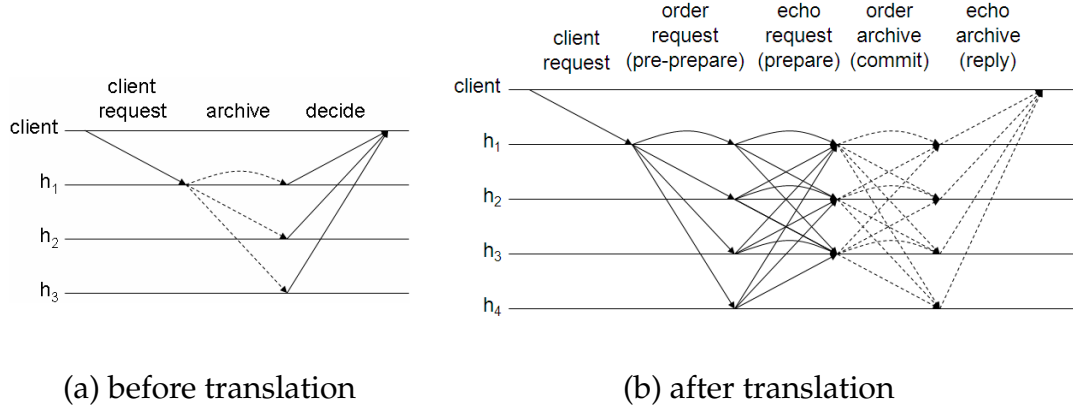 client
request
archive
decide
client
h1
h2
h3
(a) before translation
client
request
order
request
(pre-prepare)
echo
request
(prepare)
order
archive
(commit)
echo
archive
(reply)
client
h1
h2
h3
h4
(b) after translation